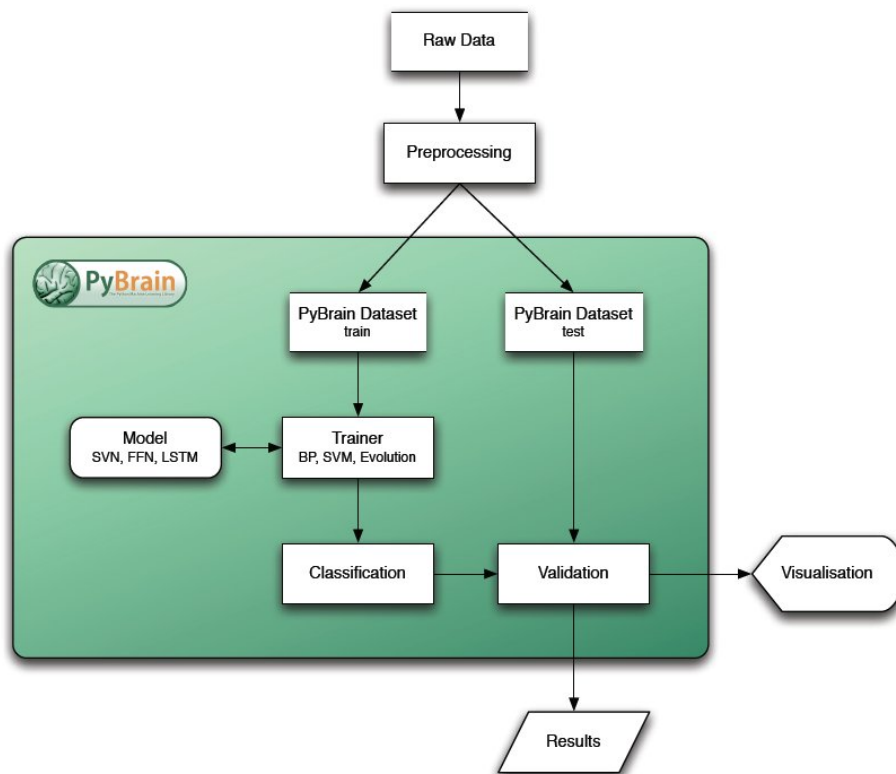 Raw Data
Preprocessing
PyBrain
PyBrain Dataset
train
PyBrain Dataset
test
Model
SVN, FFN, LSTM
Trainer
BP, SVM, Evolution
Classification
Validation
Visualisation
Results